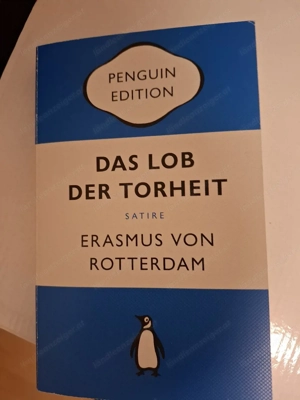 PENGUIN
EDITION
DAS LOB
DER TORHEIT
SATIRE
ERASMUS VON
ROTTERDAM